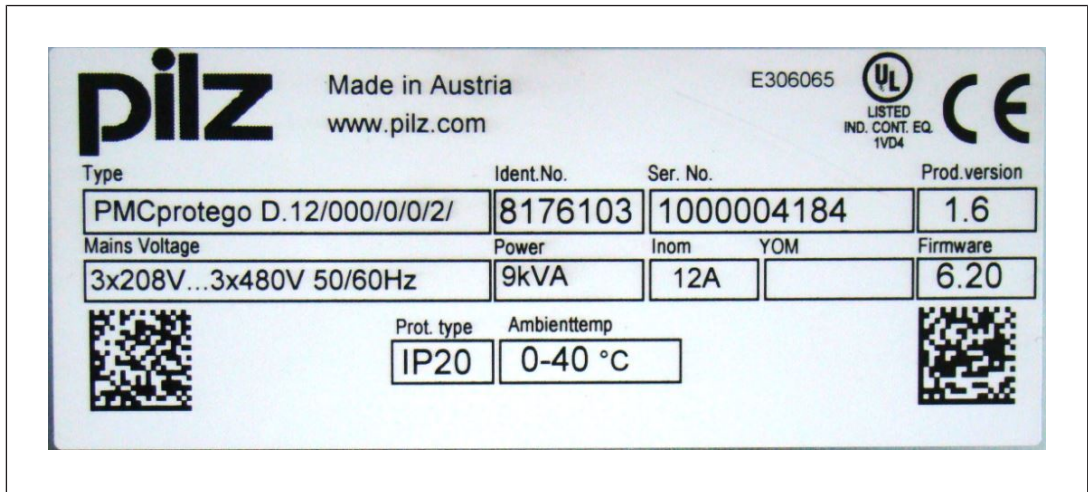 pilz
Made in Austria
www.pilz.com
E306065
UL
LISTED
IND. CONT. EQ.
1VD4
CE
Type Ident.No. Ser. No. Prod.version
PMCprotego D.12/000/0/0/2/ 8176103 1000004184 1.6
Mains Voltage Power Inom YOM Firmware
3x208V...3x480V 50/60Hz 9kVA 12A 6.20
Prot. type Ambienttemp
IP20 0-40 °C